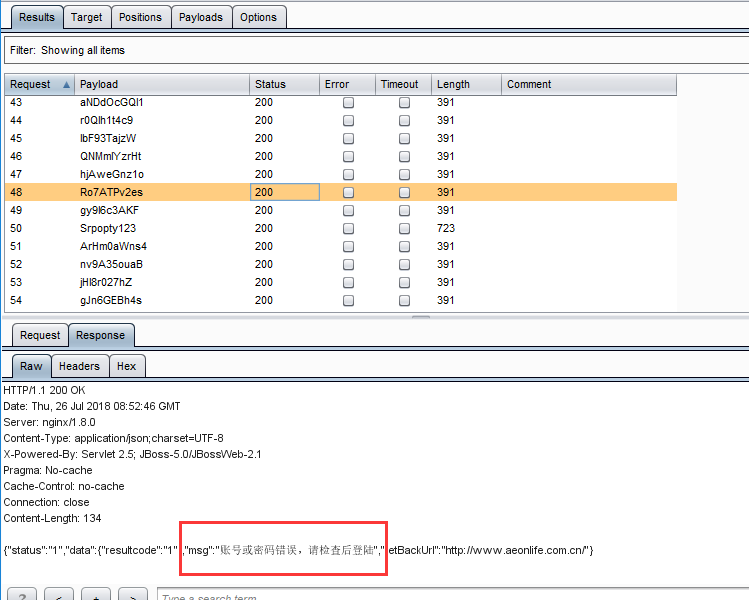 Results Target Positions Payloads Options
Filter: Showing all items
Request Payload Status Error Timeout Length Comment
43 aNDdOcGQl1 200 391
44 r0Qlh1t4c9 200 391
45 lbF93TajzW 200 391
46 QNMmlYzrHt 200 391
47 hjAweGnz1o 200 391
48 Ro7ATPv2es 200 391
49 gy9l6c3AKF 200 391
50 Srpopty123 200 723
51 ArHm0aWns4 200 391
52 nv9A35ouaB 200 391
53 jHl8r027hZ 200 391
54 gJn6GEBh4s 200 391
Request Response
Raw Headers Hex
HTTP/1.1 200 OK
Date: Thu, 26 Jul 2018 08:52:46 GMT
Server: nginx/1.8.0
Content-Type: application/json;charset=UTF-8
X-Powered-By: Servlet 2.5; JBoss-5.0/JBossWeb-2.1
Pragma: No-cache
Cache-Control: no-cache
Connection: close
Content-Length: 134
{"status":"1","data":{"resultcode":"1" ,"msg":"账号或密码错误，请检查后登陆"," etBackUrl":"http://www.aeonlife.com.cn/"}
? < + > Type a search term